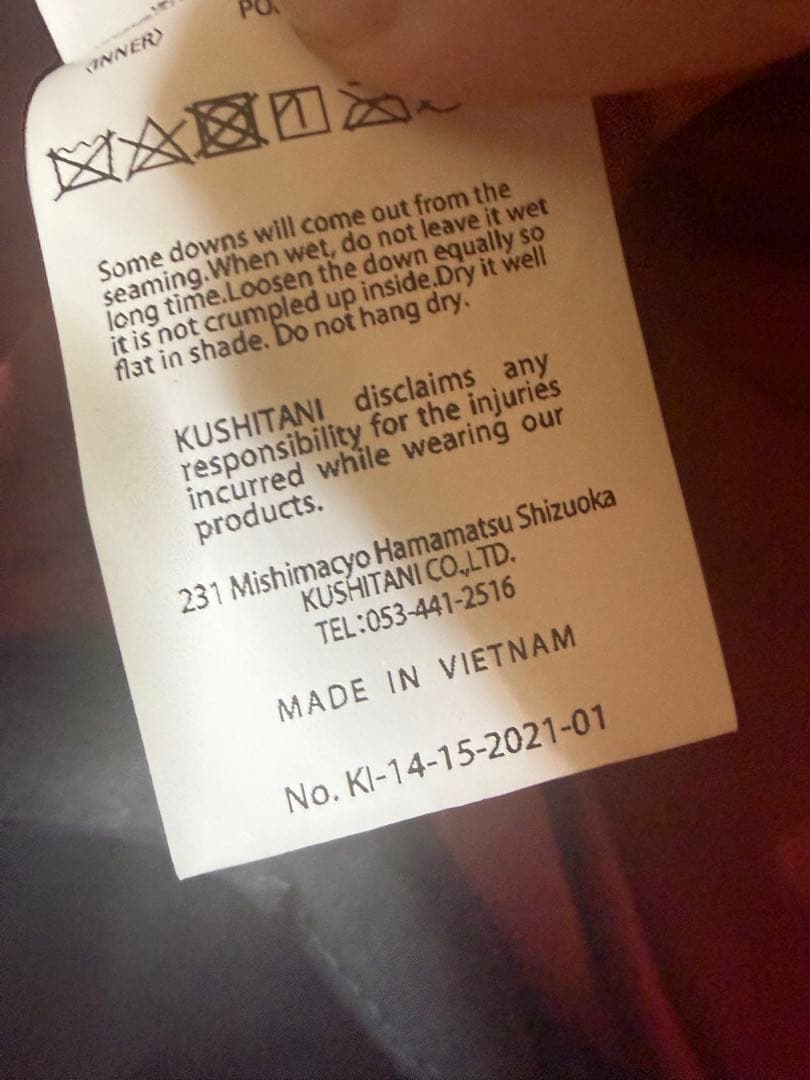 (INNER)
Some downs will come out from the
seaming.When wet, do not leave it wet
long time.Loosen the down equally so
it is not crumpled up inside.Dry it well
flat in shade. Do not hang dry.
KUSHITANI disclaims any
responsibility for the injuries
incurred while wearing our
products.
231 Mishimacyo Hamamatsu Shizuoka
KUSHITANI CO.,LTD.
TEL:053-441-2516
MADE IN VIETNAM
No. KI-14-15-2021-01